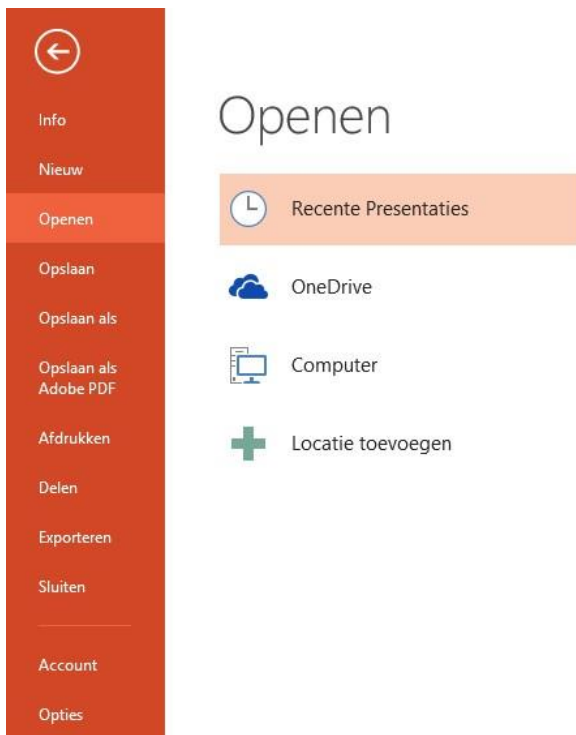 Info
Nieuw
Openen
Opslaan
Opslaan als
Opslaan als
Adobe PDF
Afdrukken
Delen
Exporteren
Sluiten
Account
Opties
Openen
Recente Presentaties
OneDrive
Computer
Locatie toevoegen